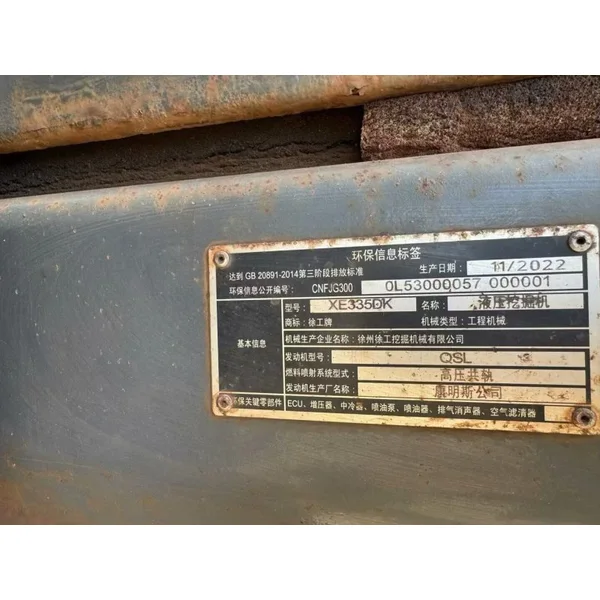 环保信息标签
达到 GB 20891-2014第三阶段排放标准 生产日期: 11/2022
环保信息公开编号: CNFJG300 0L53000057 000001
基本信息 型号: XE335DK 名称: 液压挖掘机
商标: 徐工牌 机械类型: 工程机械
机械生产企业名称: 徐州徐工挖掘机械有限公司
发动机型号: QSL
燃料喷射系统型式: 高压共轨
发动机生产厂名称: 康明斯公司
环保关键零部件 ECU、增压器、中冷器、喷油泵、喷油器、排气消声器、空气滤清器